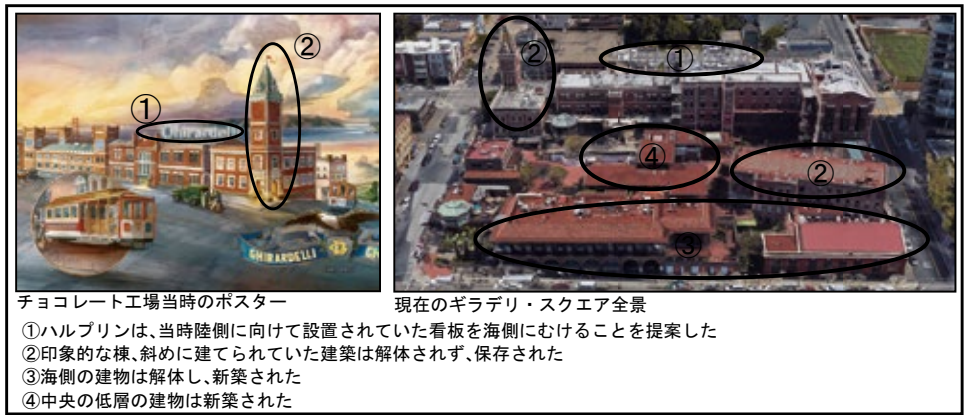 ①
②
Ghirardelli
GHIRARDELLI
②
①
④
②
③
チョコレート工場当時のポスター
現在のギラデリ・スクエア全景
①ハルプリンは、当時陸側に向けて設置されていた看板を海側にむけることを提案した
②印象的な棟、斜めに建てられていた建築は解体されず、保存された
③海側の建物は解体し、新築された
④中央の低層の建物は新築された